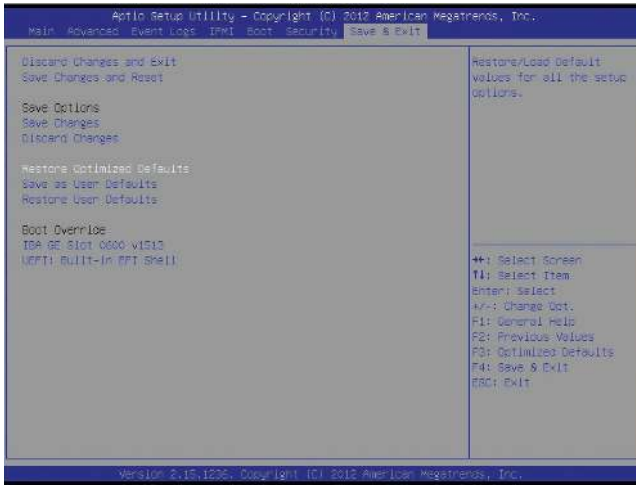 Aptio Setup Utility – Copyright (C) 2012 American Megatrends, Inc.
Main Advanced Event Logs IPMI Boot Security Save & Exit
Discard Changes and Exit
Save Changes and Reset
Save Options
Save Changes
Discard Changes
Restore Optimized Defaults
Save as User Defaults
Restore User Defaults
Boot Override
IBA GE Slot 0600 v1513
UEFI: Built-in EFI Shell
Restore/Load Default
values for all the setup
options.
↔: Select Screen
↑↓: Select Item
Enter: Select
+/-: Change Opt.
F1: General Help
F2: Previous Values
F3: Optimized Defaults
F4: Save & Exit
ESC: Exit
Version 2.15.1236. Copyright (C) 2012 American Megatrends, Inc.